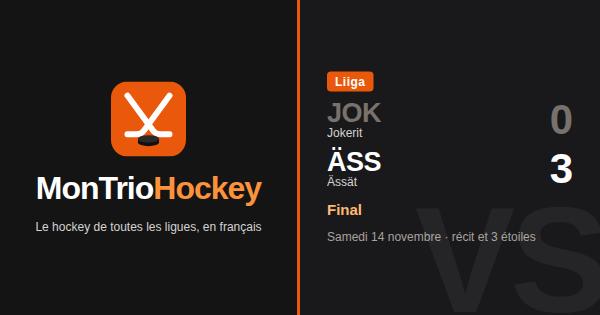 MonTrioHockey
Le hockey de toutes les ligues, en français
Liiga
JOK 0
Jokerit
ÄSS 3
Ässät
Final
Samedi 14 novembre · récit et 3 étoiles
VS